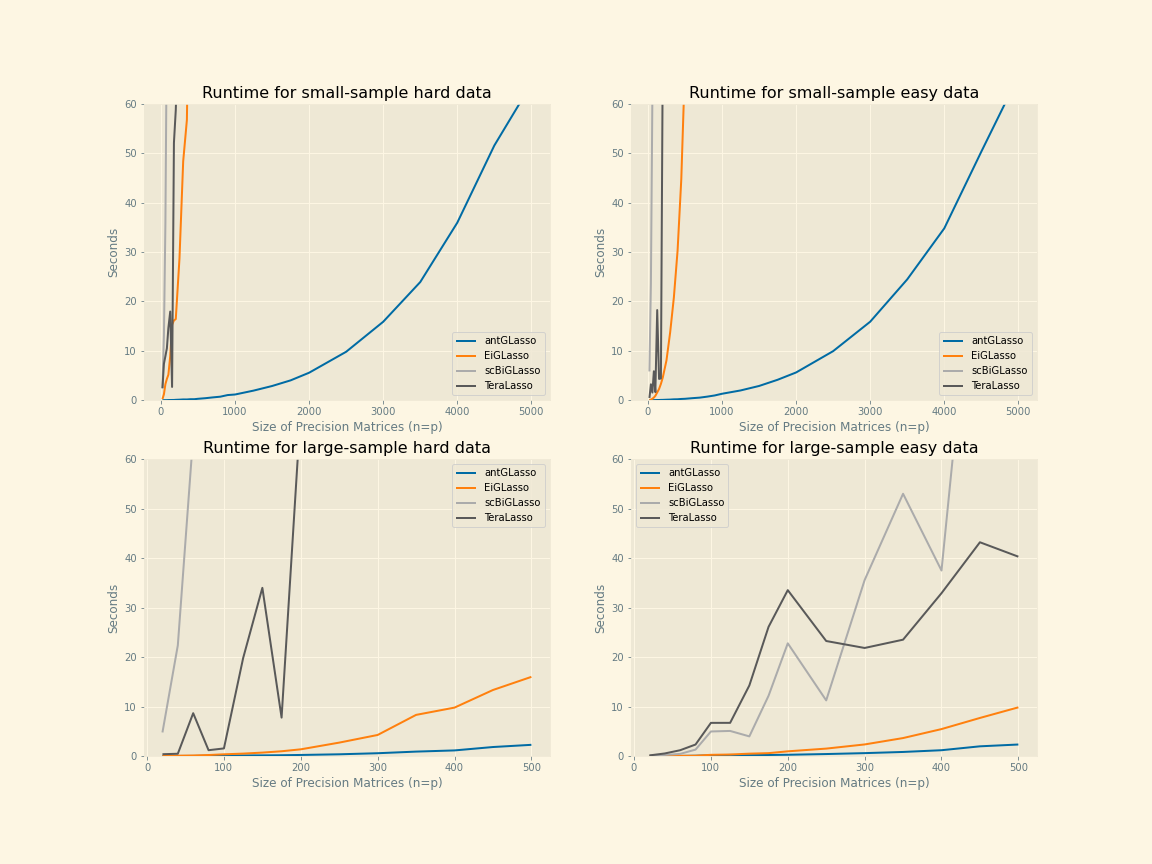 Runtime for small-sample hard data
60
50
40
30
20
10
0
Seconds
antGLasso
EiGLasso
scBiGLasso
TeraLasso
0 1000 2000 3000 4000 5000
Size of Precision Matrices (n=p)
Runtime for small-sample easy data
60
50
40
30
20
10
0
Seconds
antGLasso
EiGLasso
scBiGLasso
TeraLasso
0 1000 2000 3000 4000 5000
Size of Precision Matrices (n=p)
Runtime for large-sample hard data
60
50
40
30
20
10
0
Seconds
antGLasso
EiGLasso
scBiGLasso
TeraLasso
0 100 200 300 400 500
Size of Precision Matrices (n=p)
Runtime for large-sample easy data
60
50
40
30
20
10
0
Seconds
antGLasso
EiGLasso
scBiGLasso
TeraLasso
0 100 200 300 400 500
Size of Precision Matrices (n=p)